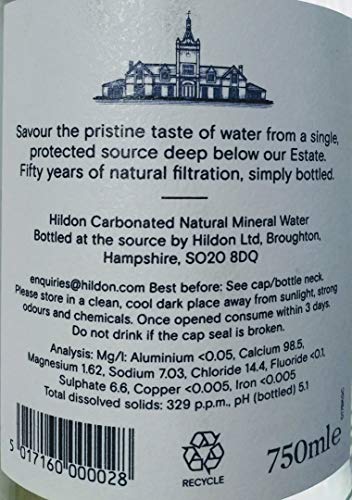 Savour the pristine taste of water from a single,
protected source deep below our Estate.
Fifty years of natural filtration, simply bottled.
Hildon Carbonated Natural Mineral Water
Bottled at the source by Hildon Ltd, Broughton,
Hampshire, SO20 8DQ
enquiries@hildon.com Best before: See cap/bottle neck.
Please store in a clean, cool dark place away from sunlight, strong
odours and chemicals. Once opened consume within 3 days.
Do not drink if the cap seal is broken.
Analysis: Mg/l: Aluminium <0.05, Calcium 98.5,
Magnesium 1.62, Sodium 7.03, Chloride 14.4, Fluoride <0.1,
Sulphate 6.6, Copper <0.005, Iron <0.005
Total dissolved solids: 329 p.p.m., pH (bottled) 5.1
5 017160 000028
RECYCLE
750mle